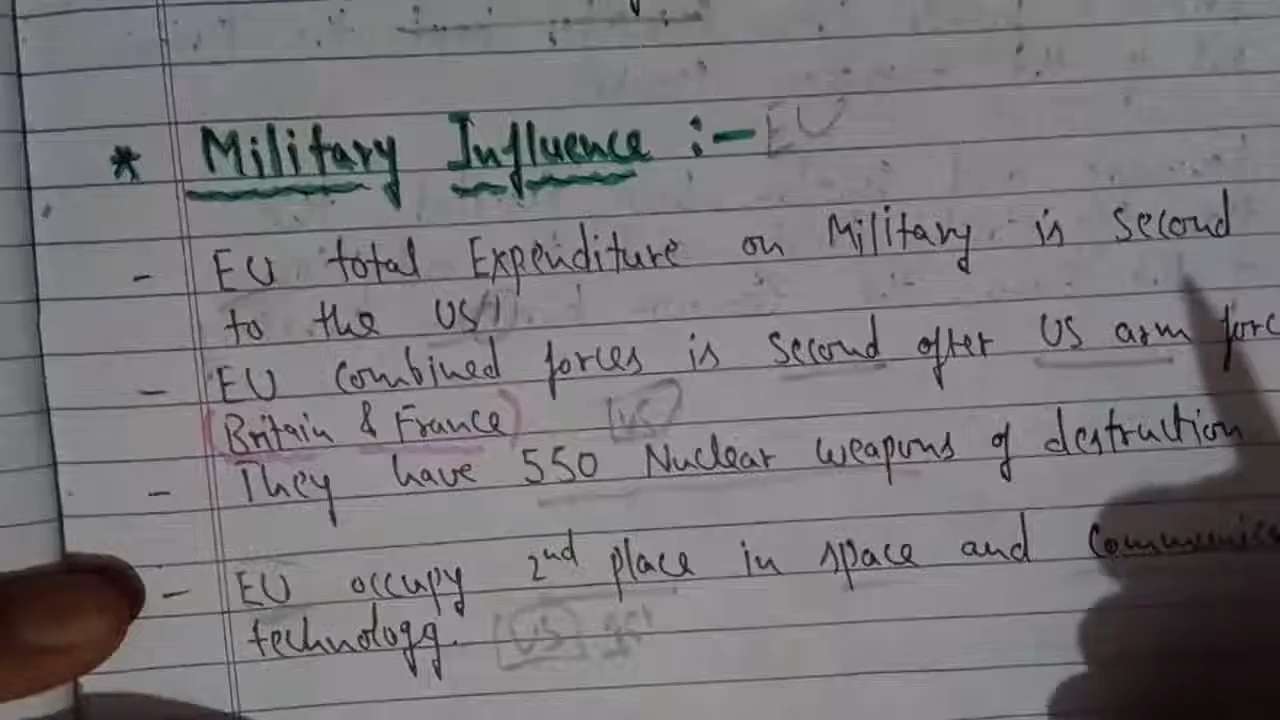 * Military Influence :- EU
- EU total Expenditure on Military is second
to the US
- EU combined forces is second after US arm forc
(Britain & France) US
- They have 550 Nuclear weapons of destruction
- EU occupy 2nd place in space and communica
technology. US